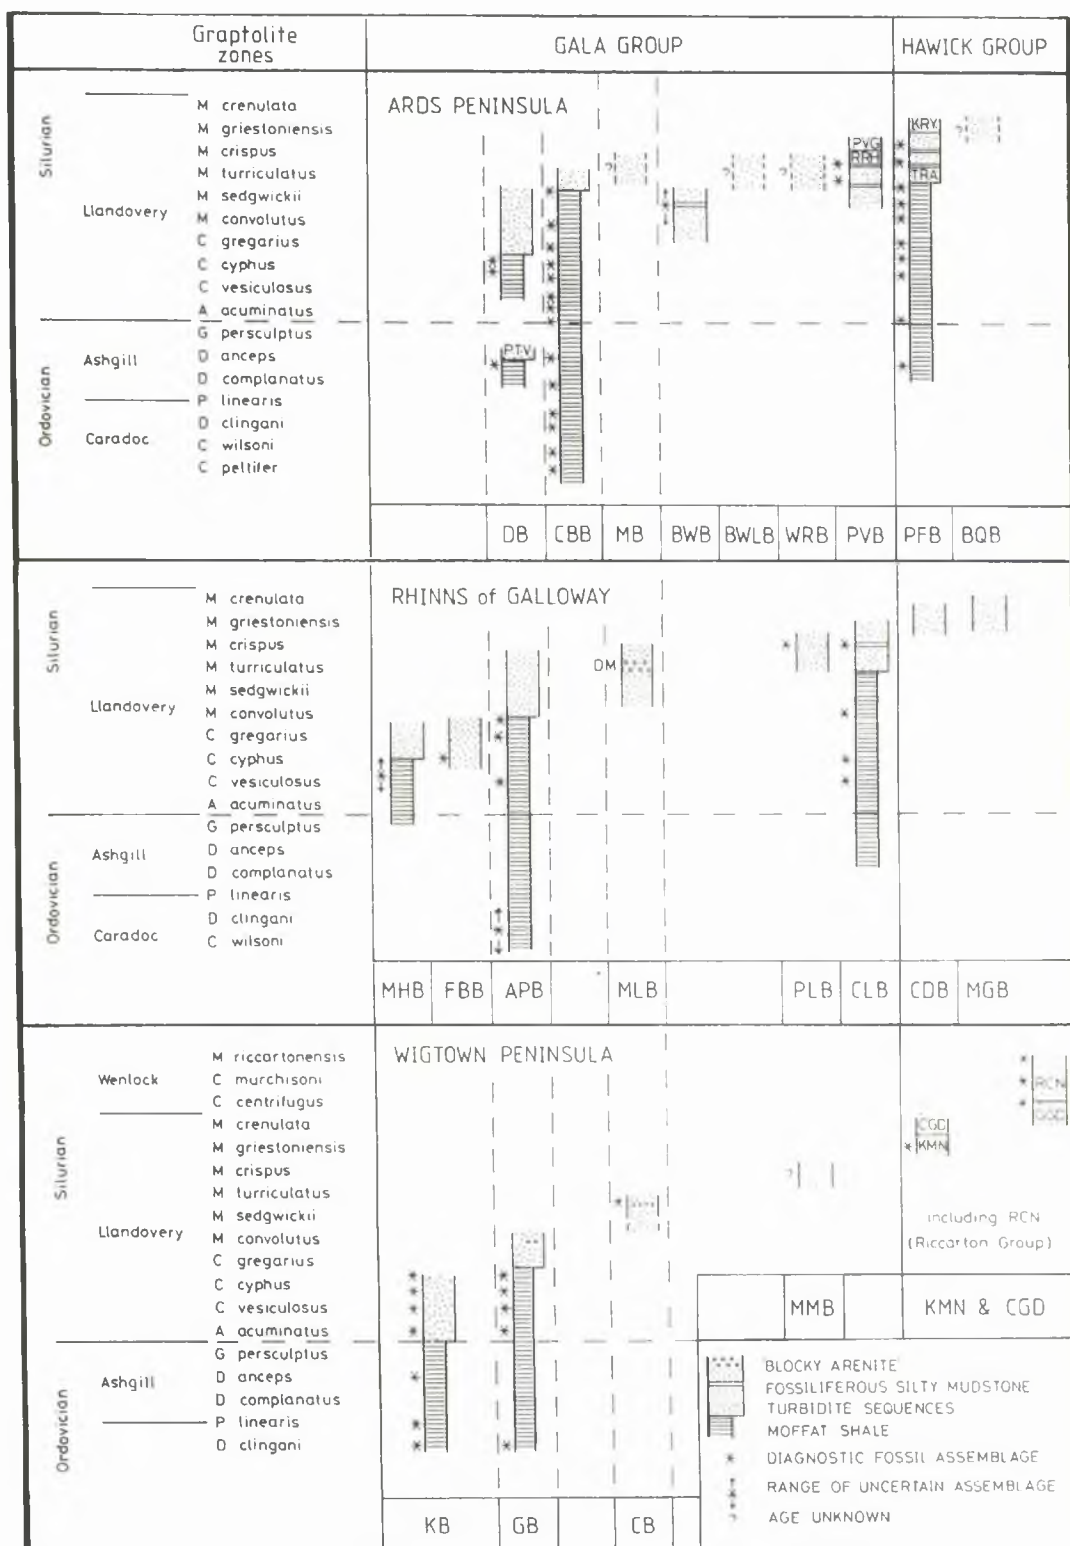 Graptolite zones
GALA GROUP
HAWICK GROUP
ARDS PENINSULA
Silurian
Ordovician
Llandovery
Ashgill
Caradoc
M crenulata
M griestoniensis
M crispus
M turriculatus
M sedgwickii
M convolutus
C gregarius
C cyphus
C vesiculosus
A acuminatus
G persculptus
D anceps
D complanatus
P linearis
D clingani
C wilsoni
C peltifer
PTV
?
?
?
?
PVG
RRH
KRY
TRA
?
DB CBB MB BWB BWLB WRB PVB PFB BQB
RHINNS of GALLOWAY
Silurian
Ordovician
Llandovery
Ashgill
Caradoc
M crenulata
M griestoniensis
M crispus
M turriculatus
M sedgwickii
M convolutus
C gregarius
C cyphus
C vesiculosus
A acuminatus
G persculptus
D anceps
D complanatus
P linearis
D clingani
C wilsoni
DM
MHB FBB APB MLB PLB CLB CDB MGB
WIGTOWN PENINSULA
Silurian
Ordovician
Wenlock
Llandovery
Ashgill
M riccartonensis
C murchisoni
C centrifugus
M crenulata
M griestoniensis
M crispus
M turriculatus
M sedgwickii
M convolutus
C gregarius
C cyphus
C vesiculosus
A acuminatus
G persculptus
D anceps
D complanatus
P linearis
D clingani
?
CGD
KMN
RCN
CGD
including RCN
(Riccarton Group)
MMB KMN & CGD
KB GB CB
BLOCKY ARENITE
FOSSILIFEROUS SILTY MUDSTONE
TURBIDITE SEQUENCES
MOFFAT SHALE
DIAGNOSTIC FOSSIL ASSEMBLAGE
RANGE OF UNCERTAIN ASSEMBLAGE
? AGE UNKNOWN